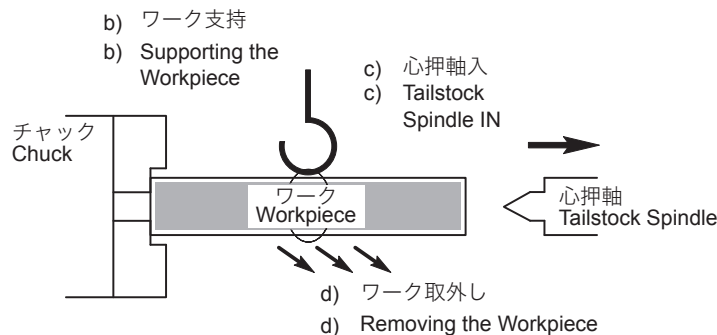 b) ワーク支持
b) Supporting the
Workpiece
c) 心押軸入
c) Tailstock
Spindle IN
チャック
Chuck
ワーク
Workpiece
心押軸
Tailstock Spindle
d) ワーク取外し
d) Removing the Workpiece